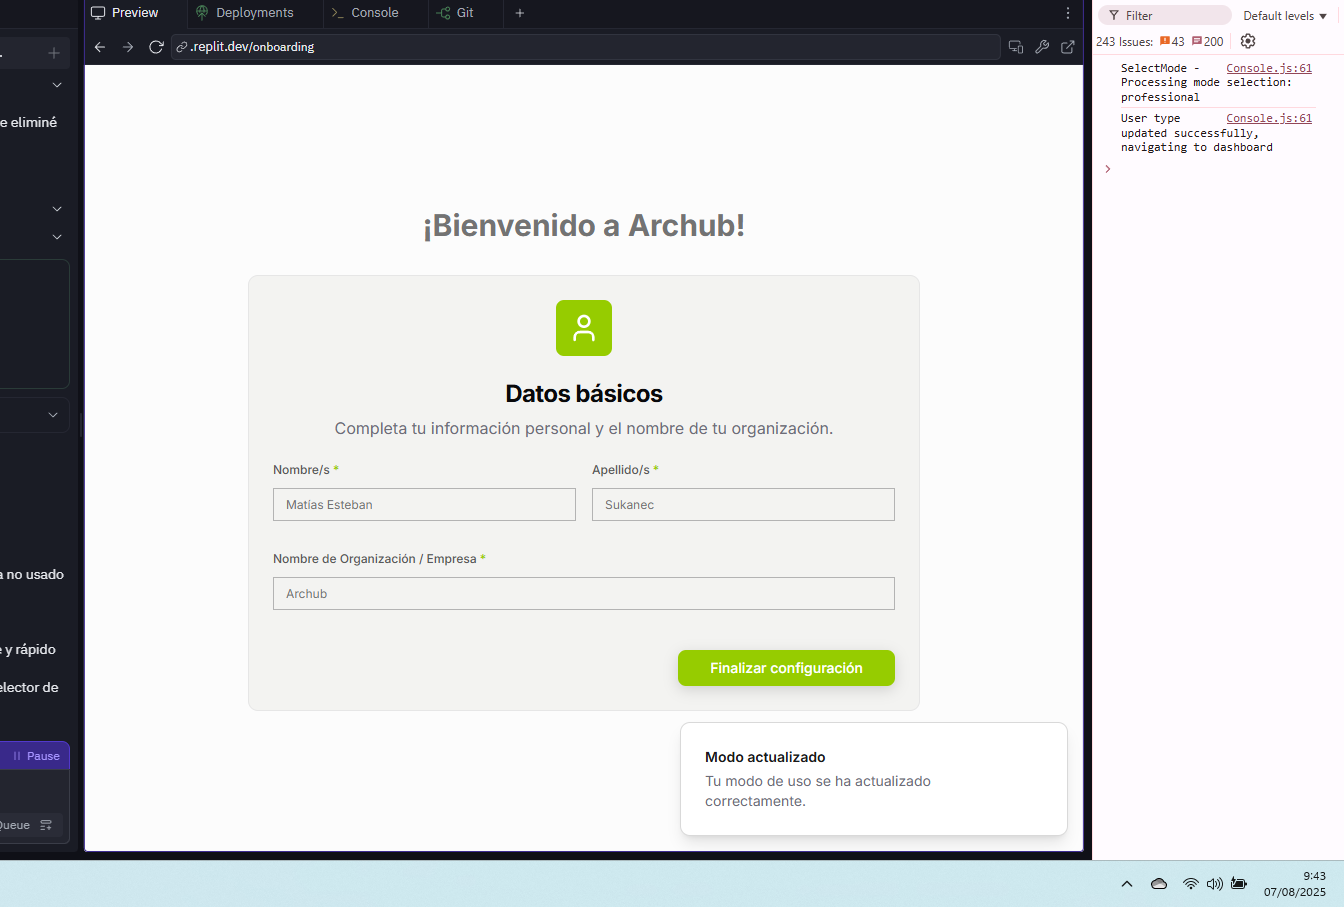 Preview
Deployments
Console
Git
.replit.dev/onboarding
e eliminé
no usado
y rápido
elector de
Pause
Queue
¡Bienvenido a Archub!
Datos básicos
Completa tu información personal y el nombre de tu organización.
Nombre/s *
Apellido/s *
Matías Esteban
Sukanec
Nombre de Organización / Empresa *
Archub
Finalizar configuración
Modo actualizado
Tu modo de uso se ha actualizado
correctamente.
Filter
Default levels
243 Issues: 43 200
SelectMode - Console.js:61
Processing mode selection:
professional
User type Console.js:61
updated successfully,
navigating to dashboard
9:43
07/08/2025